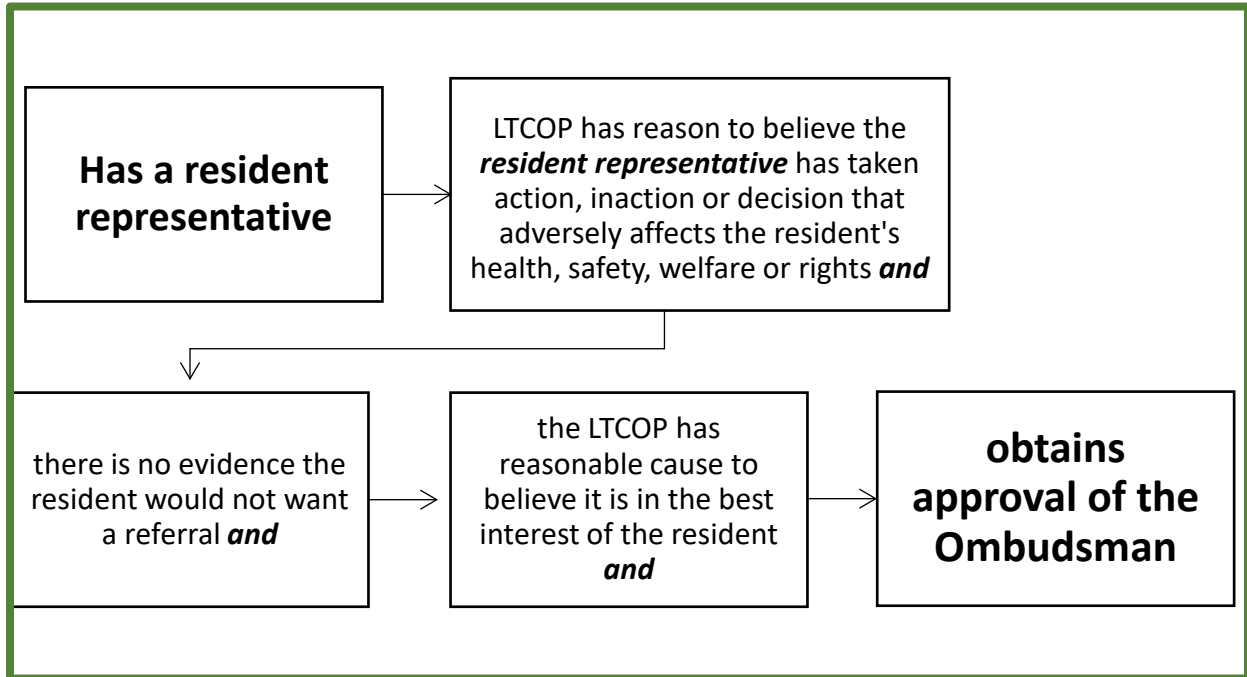 Has a resident
representative
LTCOP has reason to believe the
resident representative has taken
action, inaction or decision that
adversely affects the resident's
health, safety, welfare or rights and
there is no evidence the
resident would not want
a referral and
the LTCOP has
reasonable cause to
believe it is in the best
interest of the resident
and
obtains
approval of the
Ombudsman